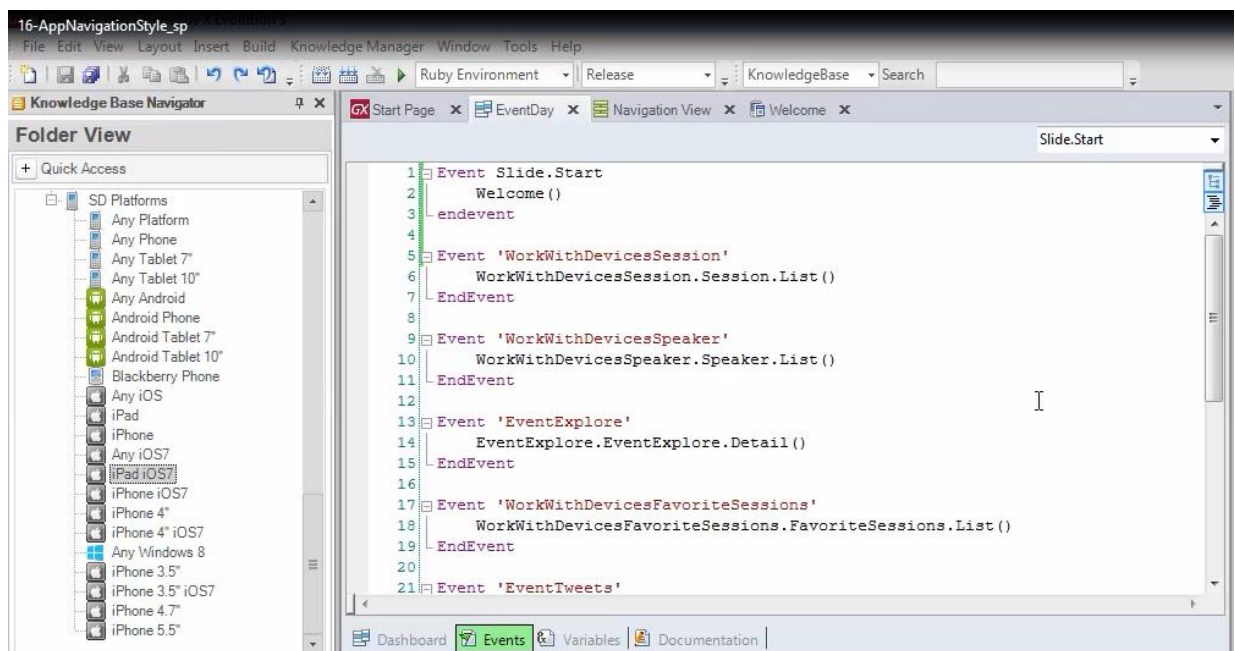 16-AppNavigationStyle_sp
File Edit View Layout Insert Build Knowledge Manager Window Tools Help
Ruby Environment Release KnowledgeBase Search
Knowledge Base Navigator
Start Page EventDay Navigation View Welcome
Folder View
Slide.Start
+ Quick Access
SD Platforms
Any Platform
Any Phone
Any Tablet 7"
Any Tablet 10"
Any Android
Android Phone
Android Tablet 7"
Android Tablet 10"
Blackberry Phone
Any iOS
iPad
iPhone
Any iOS7
iPad iOS7
iPhone iOS7
iPhone 4"
iPhone 4" iOS7
Any Windows 8
iPhone 3.5"
iPhone 3.5" iOS7
iPhone 4.7"
iPhone 5.5"
1 Event Slide.Start
2 Welcome()
3 endevent
4
5 Event 'WorkWithDevicesSession'
6 WorkWithDevicesSession.Session.List()
7 EndEvent
8
9 Event 'WorkWithDevicesSpeaker'
10 WorkWithDevicesSpeaker.Speaker.List()
11 EndEvent
12
13 Event 'EventExplore'
14 EventExplore.EventExplore.Detail()
15 EndEvent
16
17 Event 'WorkWithDevicesFavoriteSessions'
18 WorkWithDevicesFavoriteSessions.FavoriteSessions.List()
19 EndEvent
20
21 Event 'EventTweets'
Dashboard Events Variables Documentation